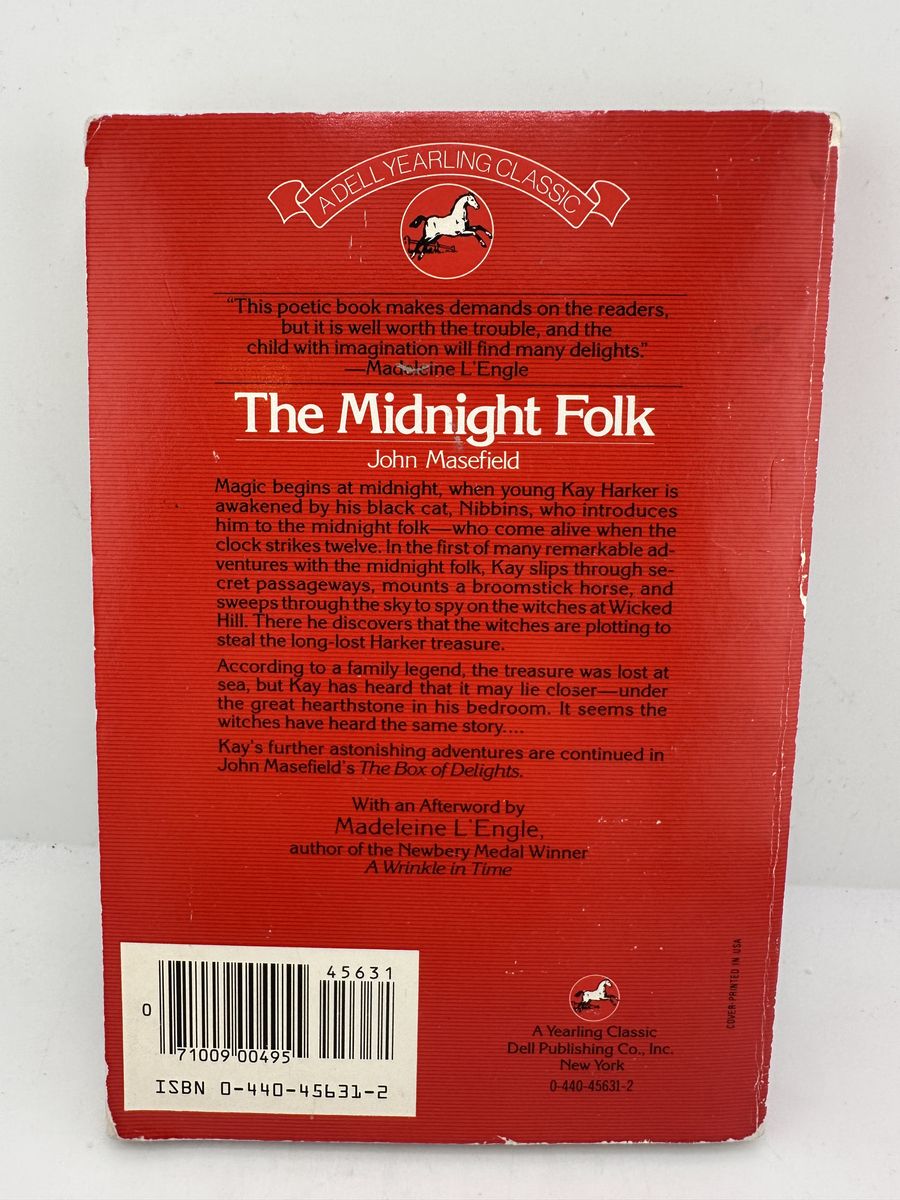 A DELL YEARLING CLASSIC
“This poetic book makes demands on the readers,
but it is well worth the trouble, and the
child with imagination will find many delights.”
—Madeleine L'Engle
The Midnight Folk
John Masefield
Magic begins at midnight, when young Kay Harker is
awakened by his black cat, Nibbins, who introduces
him to the midnight folk—who come alive when the
clock strikes twelve. In the first of many remarkable ad-
ventures with the midnight folk, Kay slips through se-
cret passageways, mounts a broomstick horse, and
sweeps through the sky to spy on the witches at Wicked
Hill. There he discovers that the witches are plotting to
steal the long-lost Harker treasure.
According to a family legend, the treasure was lost at
sea, but Kay has heard that it may lie closer—under
the great hearthstone in his bedroom. It seems the
witches have heard the same story....
Kay's further astonishing adventures are continued in
John Masefield's The Box of Delights.
With an Afterword by
Madeleine L'Engle,
author of the Newbery Medal Winner
A Wrinkle in Time
45631
0
71009 00495
ISBN 0-440-45631-2
A Yearling Classic
Dell Publishing Co., Inc.
New York
0-440-45631-2
COVER PRINTED IN USA